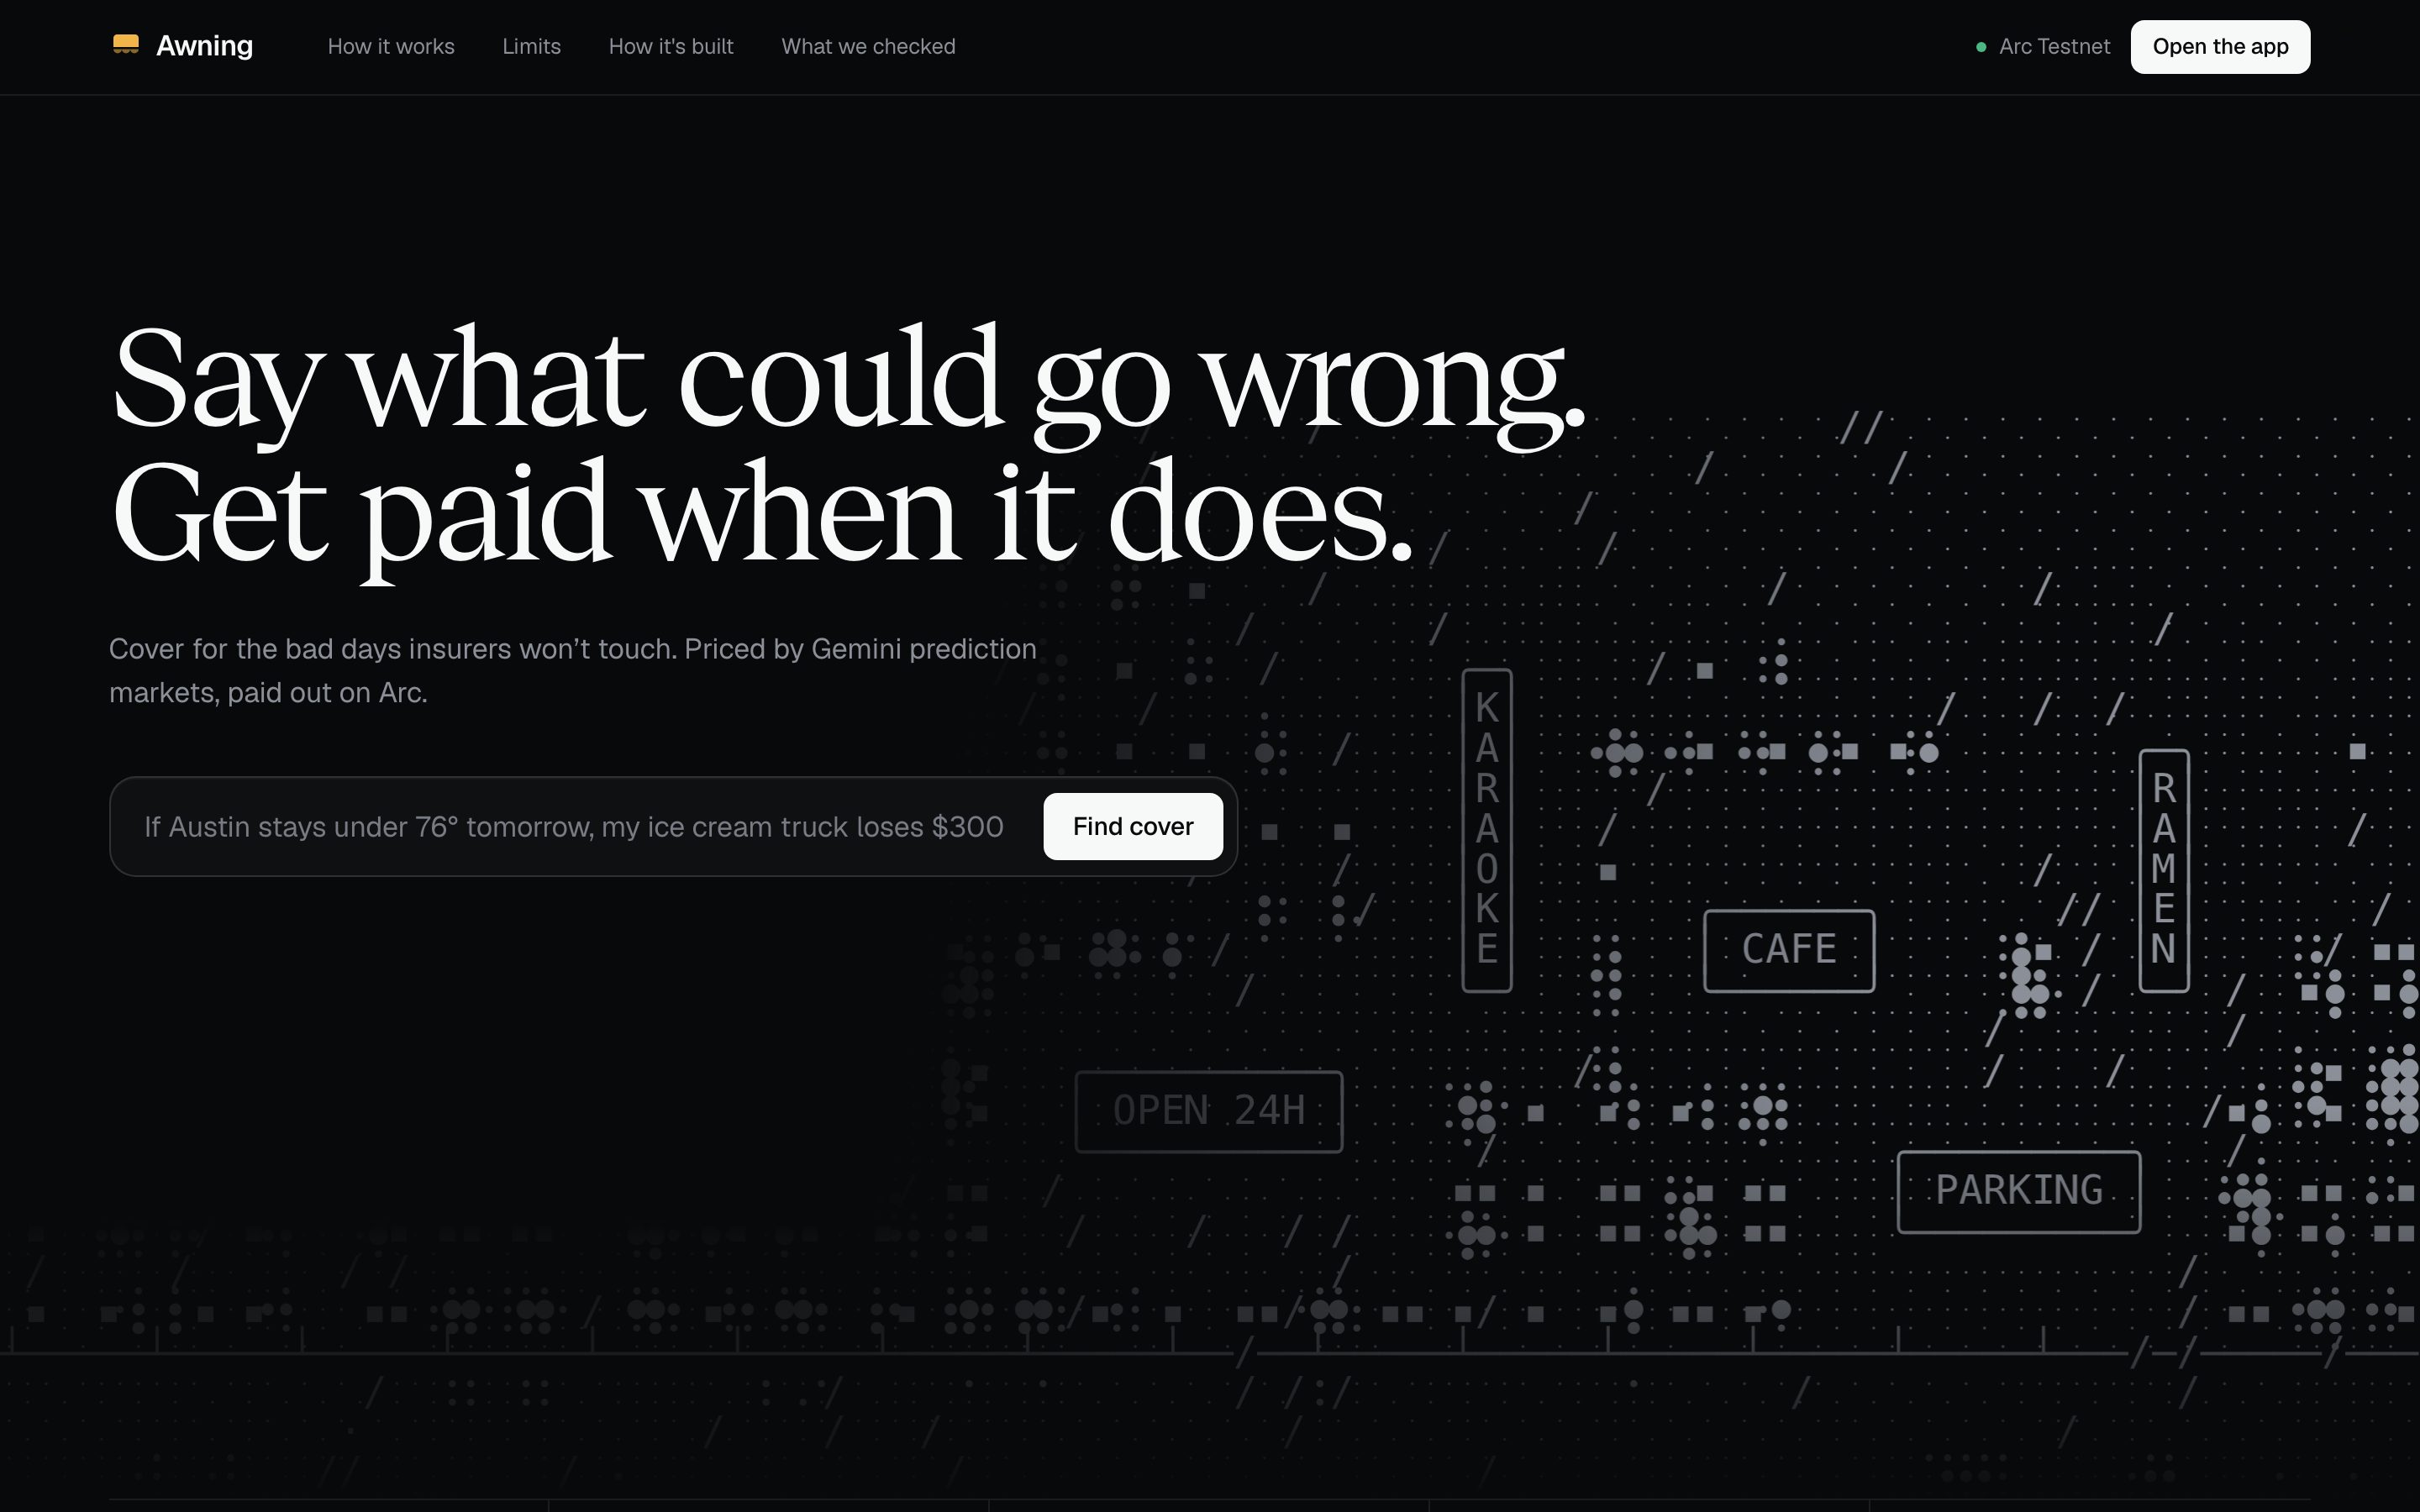 Awning
How it works
Limits
How it's built
What we checked
Arc Testnet
Open the app
Say what could go wrong.
Get paid when it does.
Cover for the bad days insurers won’t touch. Priced by Gemini prediction
markets, paid out on Arc.
If Austin stays under 76° tomorrow, my ice cream truck loses $300
Find cover
KARAOKE
RAMEN
CAFE
OPEN 24H
PARKING